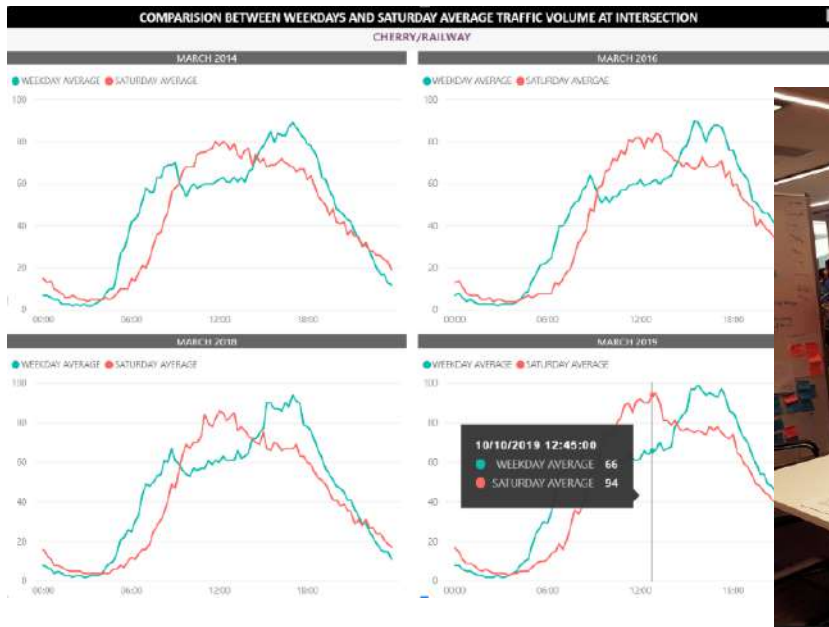 COMPARISION BETWEEN WEEKDAYS AND SATURDAY AVERAGE TRAFFIC VOLUME AT INTERSECTION
CHERRY/RAILWAY
MARCH 2014
WEEKDAY AVERAGE SATURDAY AVERAGE
100
80
60
40
20
0
00:00 06:00 12:00 18:00
MARCH 2016
WEEKDAY AVERAGE SATURDAY AVERGAE
100
80
60
40
20
0
00:00 06:00 12:00 18:00
MARCH 2018
WEEKDAY AVERAGE SATURDAY AVERAGE
100
80
60
40
20
0
00:00 06:00 12:00 18:00
MARCH 2019
WEEKDAY AVERAGE SATURDAY AVERAGE
100
80
60
40
20
0
10/10/2019 12:45:00
WEEKDAY AVERAGE 66
SATURDAY AVERAGE 94
00:00 06:00 12:00 18:00